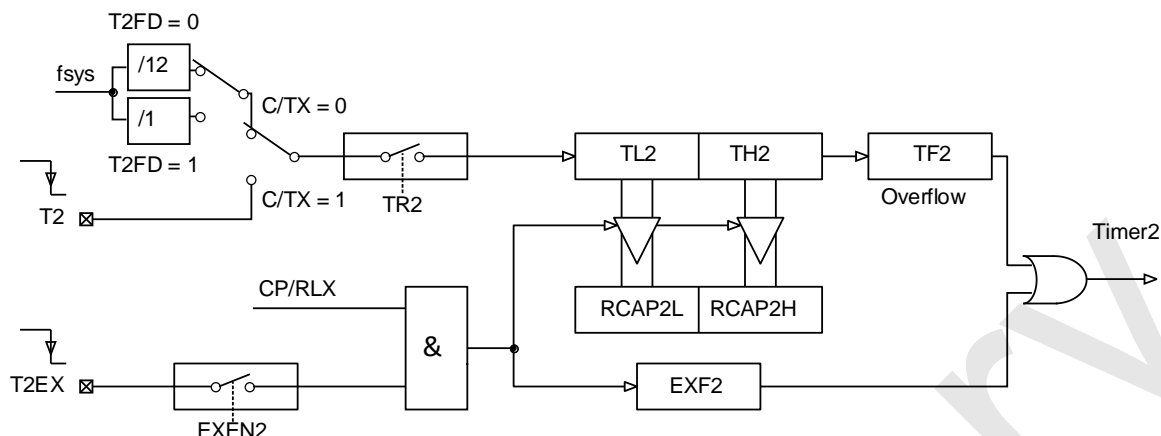 T2FD = 0
/12
fsys
C/TX = 0
/1
T2FD = 1
TL2
TH2
TF2
C/TX = 1
TR2
Overflow
T2
Timer2
CP/RLX
RCAP2L
RCAP2H
&
T2EX
EXF2
EXEN2